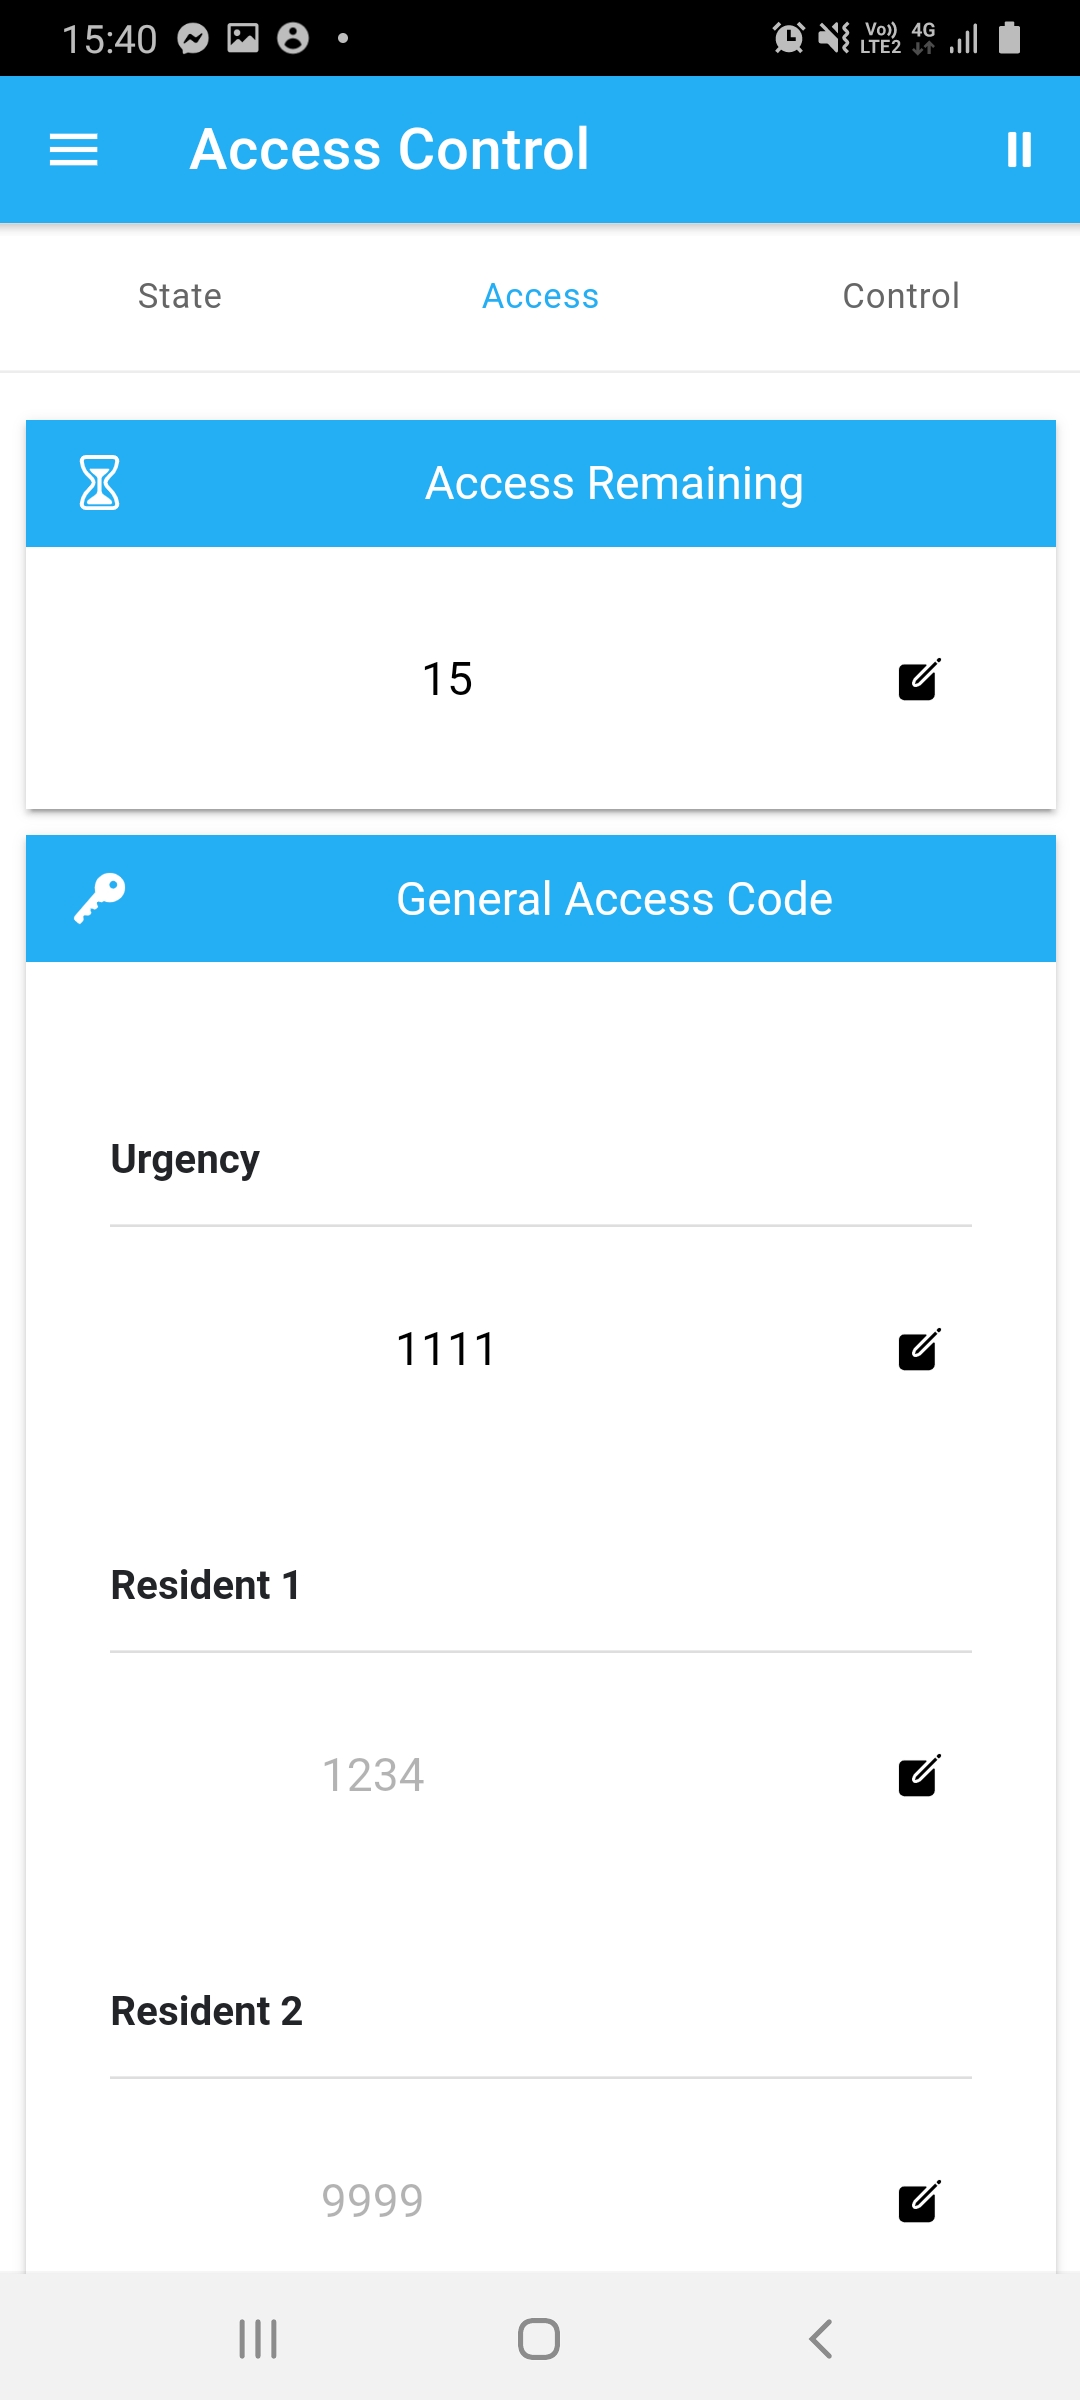 15:40 Vo)) LTE2 4G
Access Control
State Access Control
Access Remaining
15
General Access Code
Urgency
1111
Resident 1
1234
Resident 2
9999